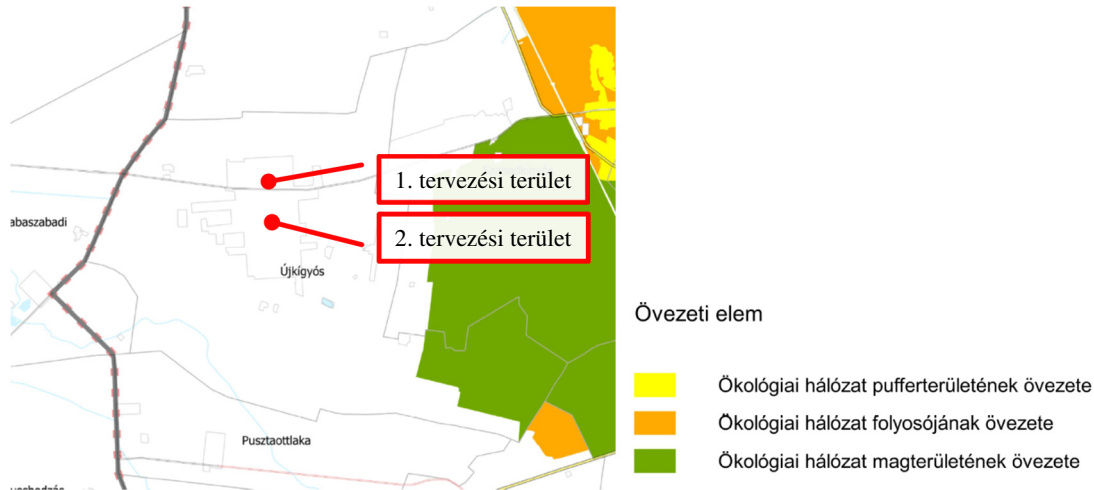 1. tervezési terület
abaszabadi
2. tervezési terület
Újkígyós
Pusztaottlaka
Övezeti elem
Ökológiai hálózat pufferterületének övezete
Ökológiai hálózat folyosójának övezete
Ökológiai hálózat magterületének övezete